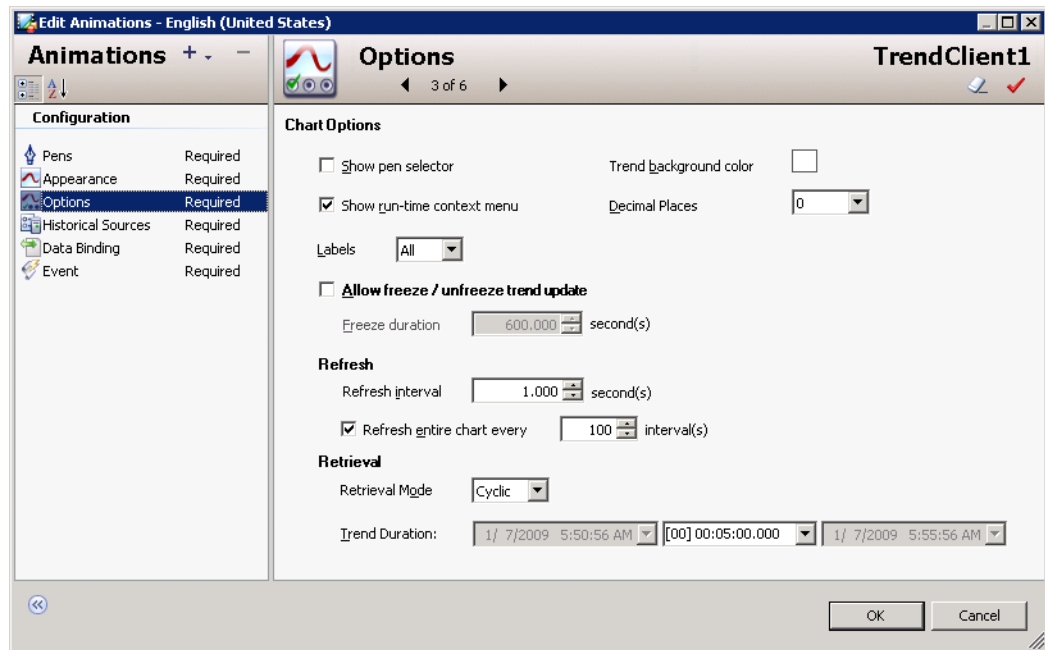 Edit Animations - English (United States)
Animations
Options
TrendClient1
3 of 6
Configuration
Pens Required
Appearance Required
Options Required
Historical Sources Required
Data Binding Required
Event Required
Chart Options
Show pen selector Trend background color
Show run-time context menu Decimal Places 0
Labels All
Allow freeze / unfreeze trend update
Freeze duration 600.000 second(s)
Refresh
Refresh interval 1.000 second(s)
Refresh entire chart every 100 interval(s)
Retrieval
Retrieval Mode Cyclic
Trend Duration: 1/ 7/2009 5:50:56 AM [00] 00:05:00.000 1/ 7/2009 5:55:56 AM
OK Cancel